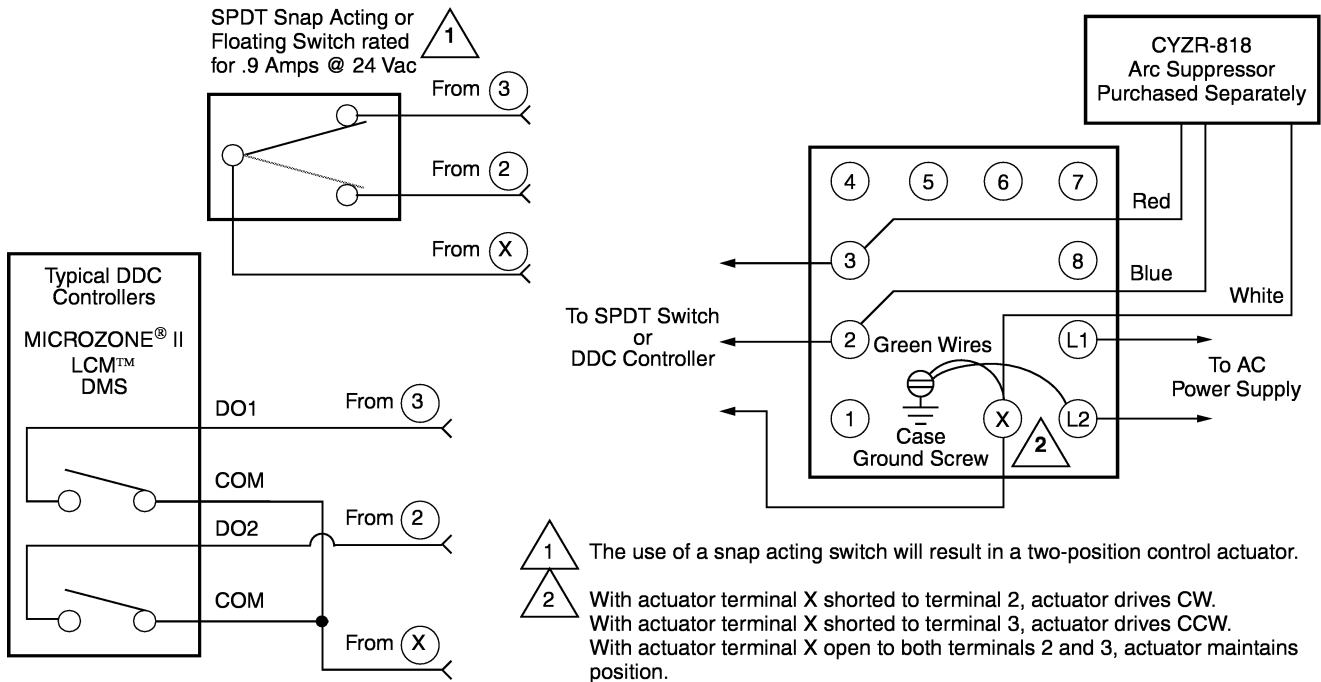 SPDT Snap Acting or
Floating Switch rated
for .9 Amps @ 24 Vac
1
From 3
From 2
From X
Typical DDC
Controllers
MICROZONE® II
LCM™
DMS
DO1
COM
DO2
COM
From 3
From 2
From X
CYZR-818
Arc Suppressor
Purchased Separately
Red
Blue
White
4 5 6 7
3 8
2 Green Wires L1
1 X L2
2
Case
Ground Screw
To SPDT Switch
or
DDC Controller
To AC
Power Supply
1 The use of a snap acting switch will result in a two-position control actuator.
2 With actuator terminal X shorted to terminal 2, actuator drives CW.
With actuator terminal X shorted to terminal 3, actuator drives CCW.
With actuator terminal X open to both terminals 2 and 3, actuator maintains
position.